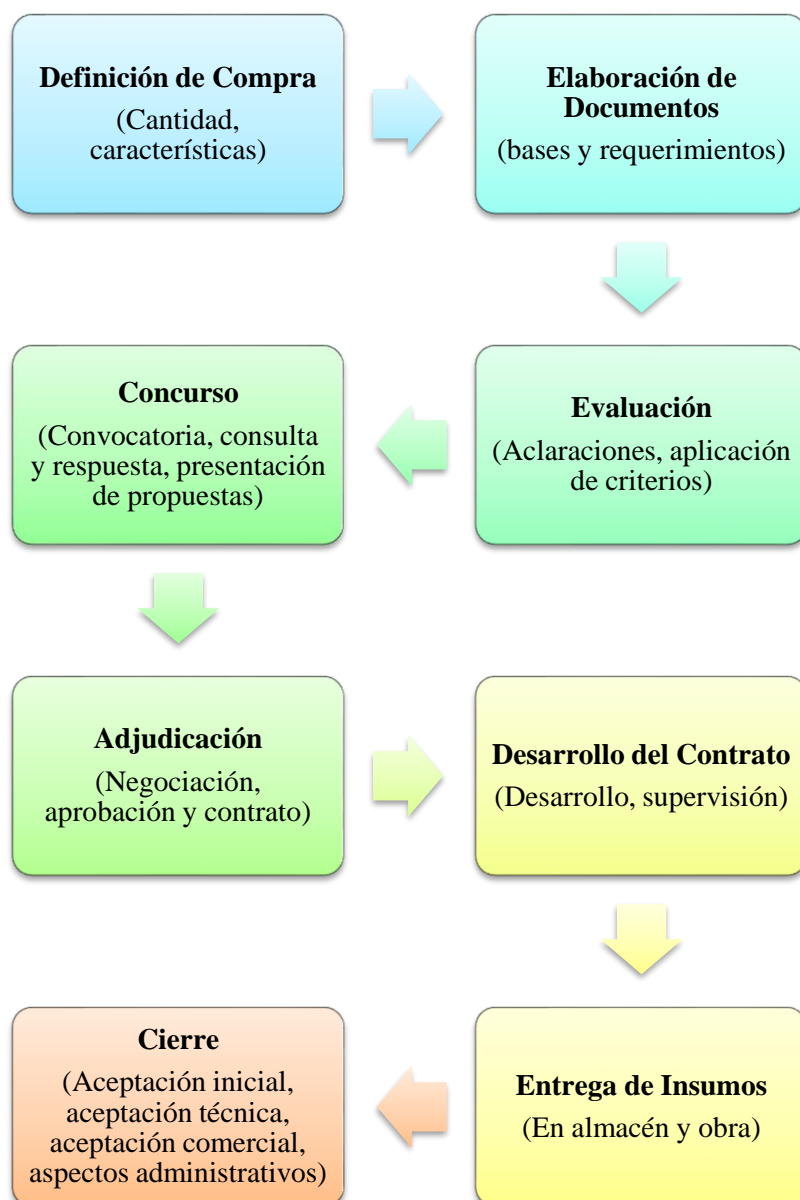 Definición de Compra
(Cantidad,
características)
Elaboración de
Documentos
(bases y requerimientos)
Evaluación
(Aclaraciones, aplicación
de criterios)
Concurso
(Convocatoria, consulta
y respuesta, presentación
de propuestas)
Adjudicación
(Negociación,
aprobación y contrato)
Desarrollo del Contrato
(Desarrollo, supervisión)
Entrega de Insumos
(En almacén y obra)
Cierre
(Aceptación inicial,
aceptación técnica,
aceptación comercial,
aspectos administrativos)